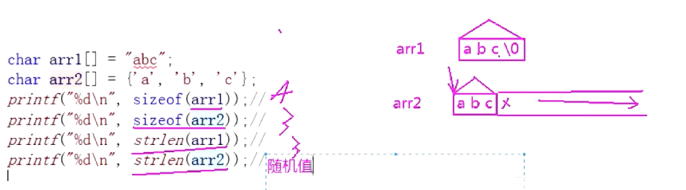 char arr1[] = "abc";
char arr2[] = {'a', 'b', 'c'};
printf("%d\n", sizeof(arr1));// 4
printf("%d\n", sizeof(arr2));// 3
printf("%d\n", strlen(arr1));// 3
printf("%d\n", strlen(arr2));//随机值
arr1 a b c \0
arr2 a b c x